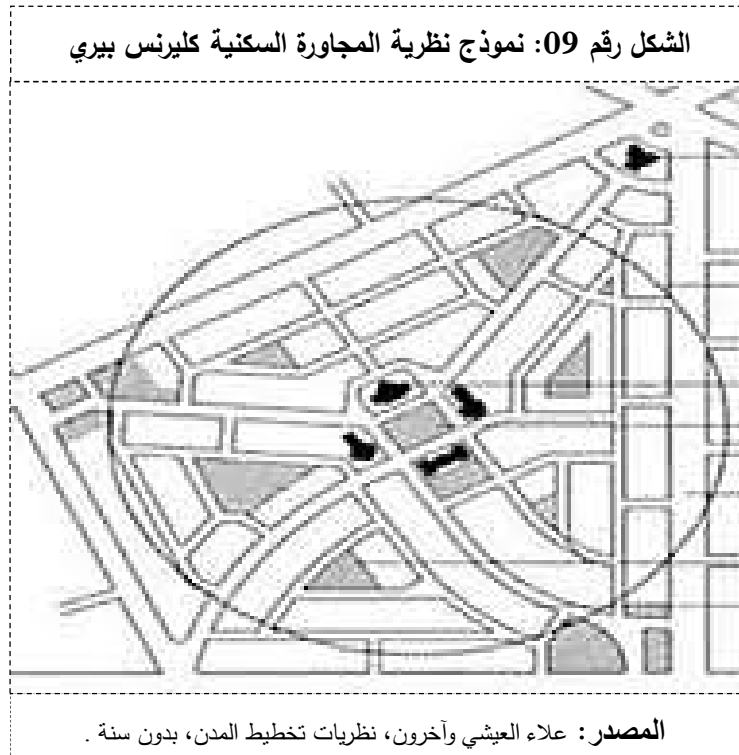 الشكل رقم 09: نموذج نظرية المجاورة السكنية كليرنس بيري
المصدر: علاء العيشي وآخرون، نظريات تخطيط المدن، بدون سنة .